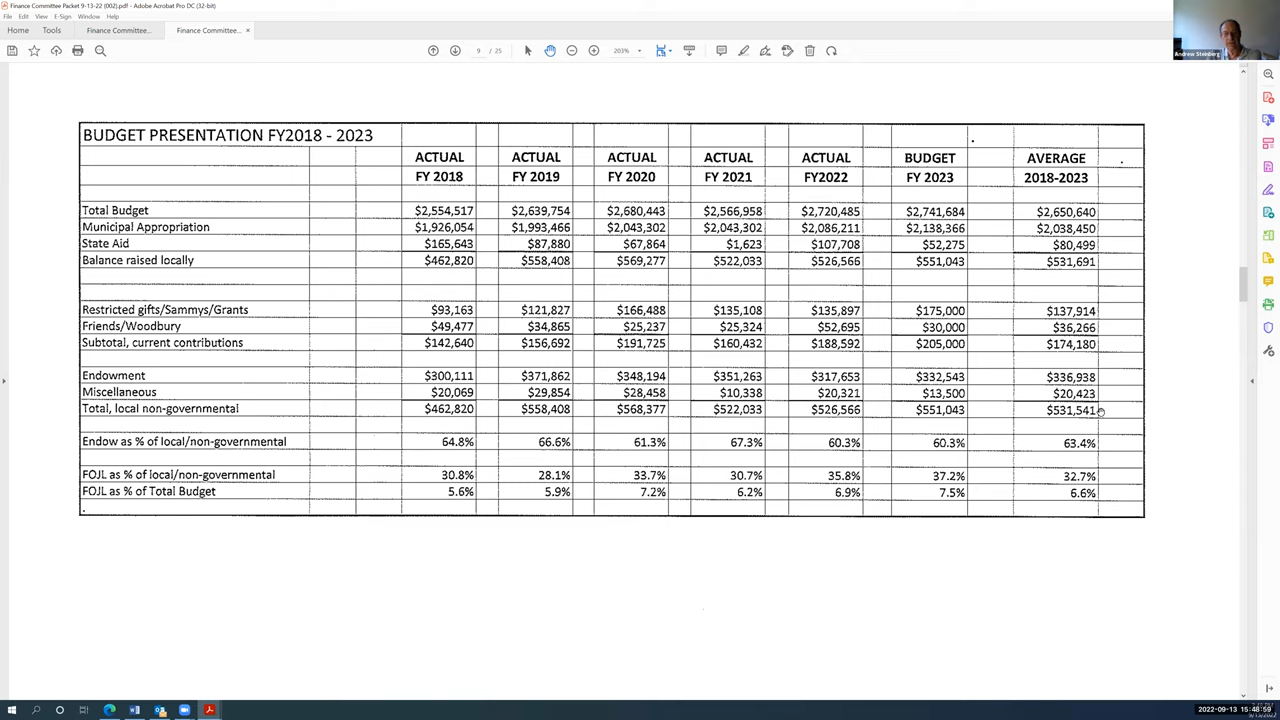 Finance Committee Packet 9-13-22 (002).pdf - Adobe Acrobat Pro DC (32-bit)
File Edit View E-Sign Window Help
Home Tools Finance Committee... Finance Committee... ×
9 / 25 203%
Andrew Steinberg
BUDGET PRESENTATION FY2018 - 2023
ACTUAL ACTUAL ACTUAL ACTUAL ACTUAL BUDGET AVERAGE
FY 2018 FY 2019 FY 2020 FY 2021 FY2022 FY 2023 2018-2023
Total Budget $2,554,517 $2,639,754 $2,680,443 $2,566,958 $2,720,485 $2,741,684 $2,650,640
Municipal Appropriation $1,926,054 $1,993,466 $2,043,302 $2,043,302 $2,086,211 $2,138,366 $2,038,450
State Aid $165,643 $87,880 $67,864 $1,623 $107,708 $52,275 $80,499
Balance raised locally $462,820 $558,408 $569,277 $522,033 $526,566 $551,043 $531,691
Restricted gifts/Sammys/Grants $93,163 $121,827 $166,488 $135,108 $135,897 $175,000 $137,914
Friends/Woodbury $49,477 $34,865 $25,237 $25,324 $52,695 $30,000 $36,266
Subtotal, current contributions $142,640 $156,692 $191,725 $160,432 $188,592 $205,000 $174,180
Endowment $300,111 $371,862 $348,194 $351,263 $317,653 $332,543 $336,938
Miscellaneous $20,069 $29,854 $28,458 $10,338 $20,321 $13,500 $20,423
Total, local non-governmental $462,820 $558,408 $568,377 $522,033 $526,566 $551,043 $531,541
Endow as % of local/non-governmental 64.8% 66.6% 61.3% 67.3% 60.3% 60.3% 63.4%
FOJL as % of local/non-governmental 30.8% 28.1% 33.7% 30.7% 35.8% 37.2% 32.7%
FOJL as % of Total Budget 5.6% 5.9% 7.2% 6.2% 6.9% 7.5% 6.6%
2022-09-13 15:48:59